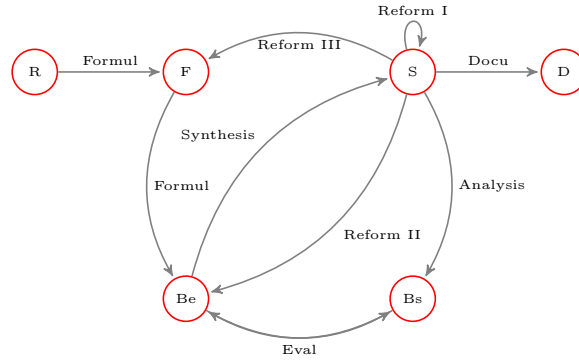 Reform I
Reform III
R
Formul
F
S
Docu
D
Synthesis
Formul
Analysis
Reform II
Be
Bs
Eval